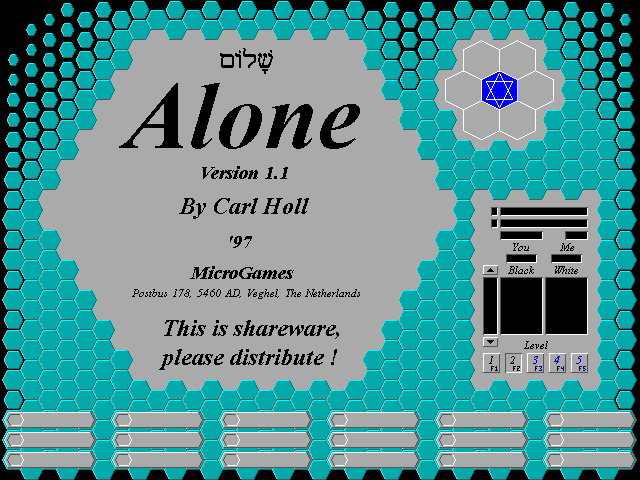 שָׁלוֹם
Alone
Version 1.1
By Carl Holl
'97
MicroGames
Postbus 178, 5460 AD, Veghel, The Netherlands
This is shareware,
please distribute !
You Me
Black White
Level
1 2 3 4 5
F1 F2 F3 F4 F5